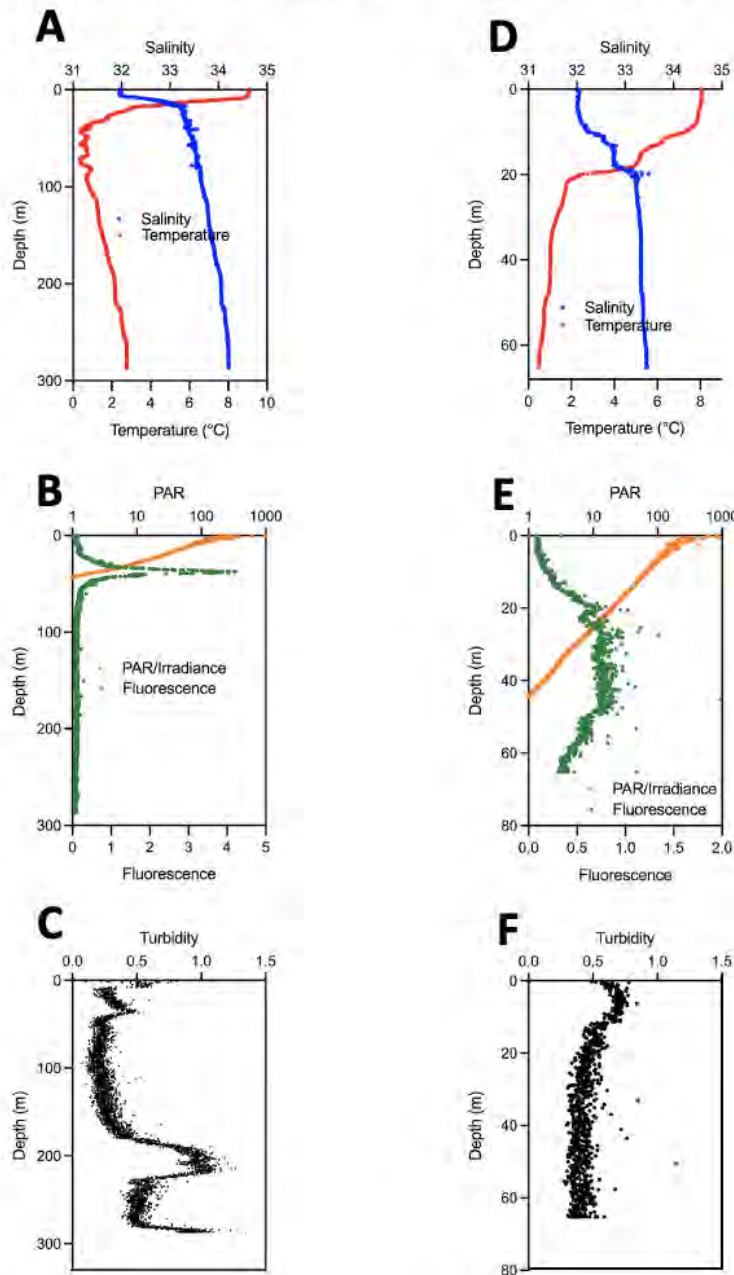 A
Salinity
31 32 33 34 35
0
100
200
300
Depth (m)
Salinity
Temperature
0 2 4 6 8 10
Temperature (°C)
D
Salinity
31 32 33 34 35
0
20
40
60
Depth (m)
Salinity
Temperature
0 2 4 6 8
Temperature (°C)
B
PAR
1 10 100 1000
0
100
200
300
Depth (m)
PAR/Irradiance
Fluorescence
0 1 2 3 4 5
Fluorescence
E
PAR
1 10 100 1000
0
20
40
60
80
Depth (m)
PAR/Irradiance
Fluorescence
0.0 0.5 1.0 1.5 2.0
Fluorescence
C
Turbidity
0.0 0.5 1.0 1.5
0
100
200
300
Depth (m)
F
Turbidity
0.0 0.5 1.0 1.5
0
20
40
60
80
Depth (m)